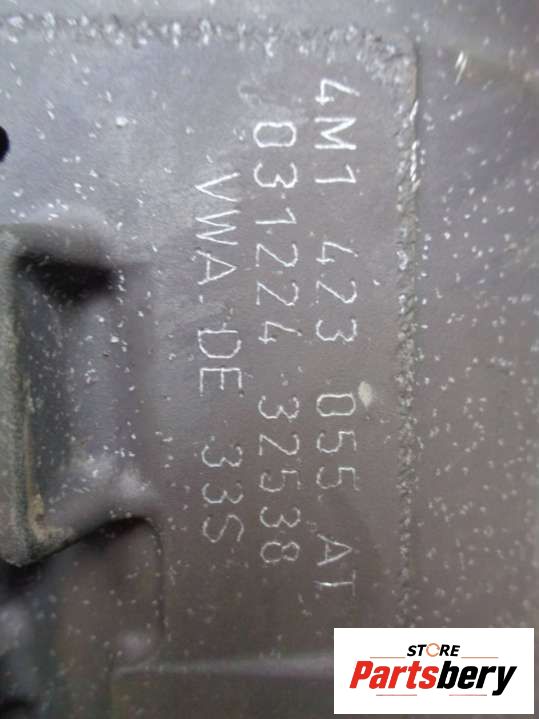 4M1 423 055 AT
031224 32538
VWA-DE 33S
STORE
Partsbery